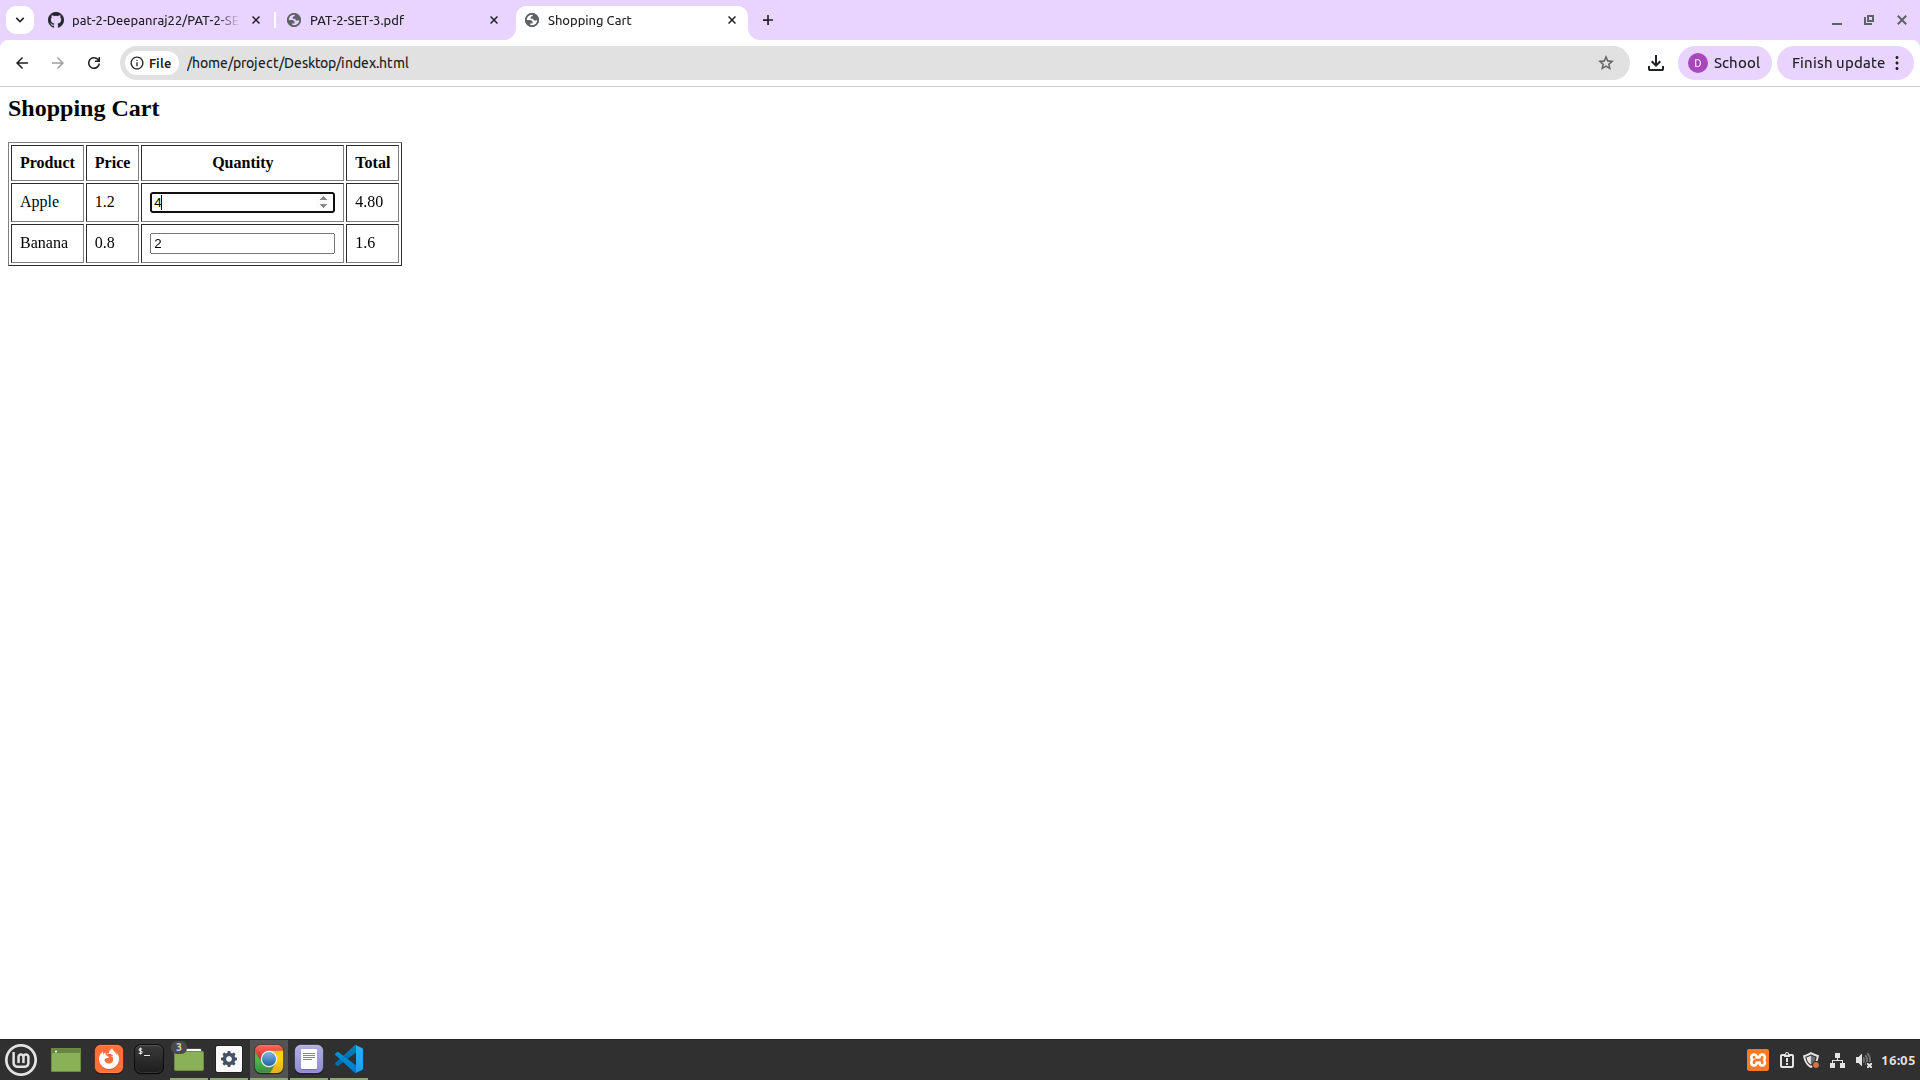 pat-2-Deepanraj22/PAT-2-SE
PAT-2-SET-3.pdf
Shopping Cart
File
/home/project/Desktop/index.html
D
School
Finish update
Shopping Cart
Product Price Quantity Total
Apple 1.2 4 4.80
Banana 0.8 2 1.6
$_
3
16:05